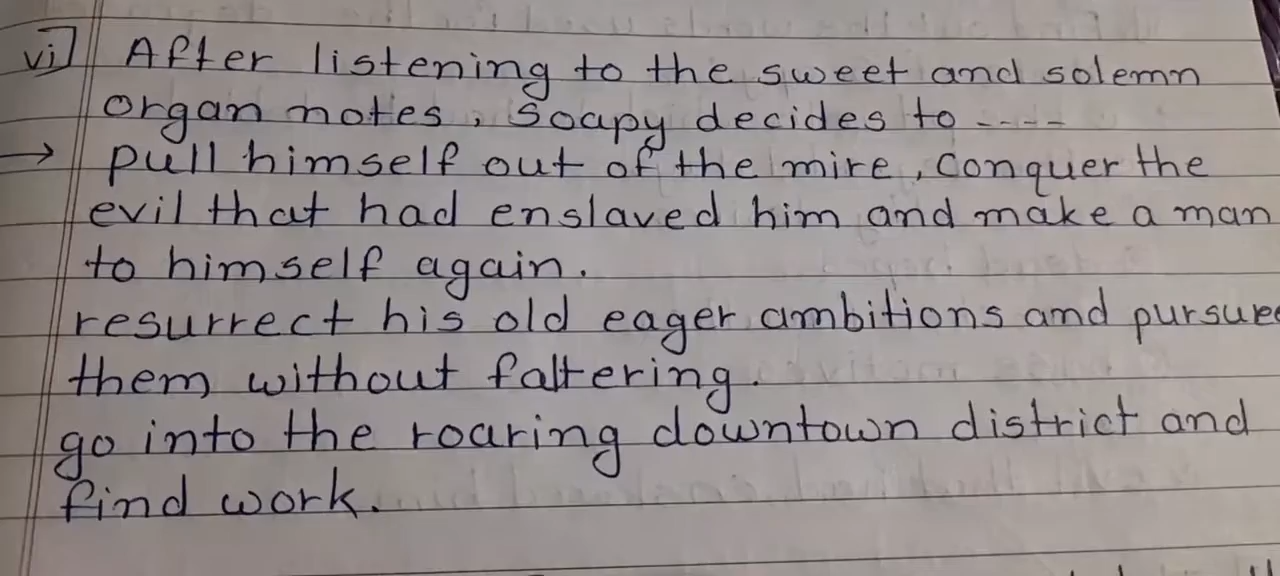 vi] After listening to the sweet and solemn
organ notes, Soapy decides to ----
→ pull himself out of the mire, conquer the
evil that had enslaved him and make a man
to himself again.
resurrect his old eager ambitions and pursue
them without faltering.
go into the roaring downtown district and
find work.